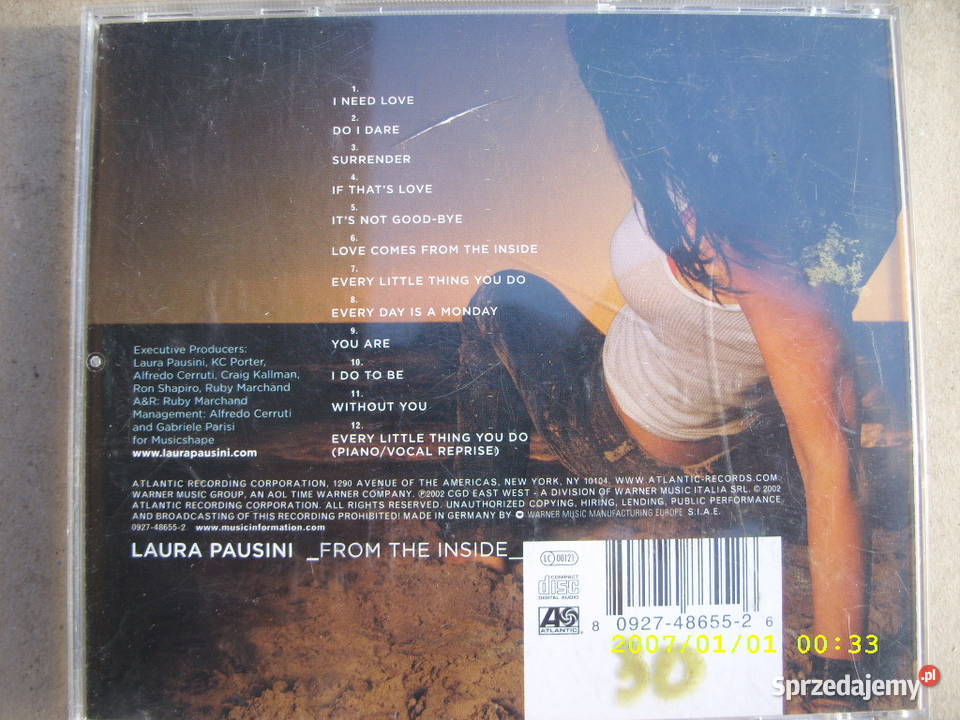 1.
I NEED LOVE
2.
DO I DARE
3.
SURRENDER
4.
IF THAT'S LOVE
5.
IT'S NOT GOOD-BYE
6.
LOVE COMES FROM THE INSIDE
7.
EVERY LITTLE THING YOU DO
8.
EVERY DAY IS A MONDAY
9.
YOU ARE
10.
I DO TO BE
11.
WITHOUT YOU
12.
EVERY LITTLE THING YOU DO
(PIANO/VOCAL REPRISE)
Executive Producers:
Laura Pausini, KC Porter,
Alfredo Cerruti, Craig Kallman,
Ron Shapiro, Ruby Marchand
A&R: Ruby Marchand
Management: Alfredo Cerruti
and Gabriele Parisi
for Musicshape
www.laurapausini.com
ATLANTIC RECORDING CORPORATION, 1290 AVENUE OF THE AMERICAS, NEW YORK, NY 10104. WWW.ATLANTIC-RECORDS.COM
WARNER MUSIC GROUP, AN AOL TIME WARNER COMPANY. ℗2002 CGD EAST WEST - A DIVISION OF WARNER MUSIC ITALIA SRL. © 2002
ATLANTIC RECORDING CORPORATION. ALL RIGHTS RESERVED. UNAUTHORIZED COPYING, HIRING, LENDING, PUBLIC PERFORMANCE
AND BROADCASTING OF THIS RECORDING PROHIBITED. MADE IN GERMANY BY WARNER MUSIC MANUFACTURING EUROPE S.I.A.E.
0927-48655-2 www.musicinformation.com
LAURA PAUSINI _FROM THE INSIDE_
LC 00121
COMPACT
disc
DIGITAL AUDIO
ATLANTIC
8 0927-48655-2 6
2007/01/01 00:33
30
Sprzedajemy.pl